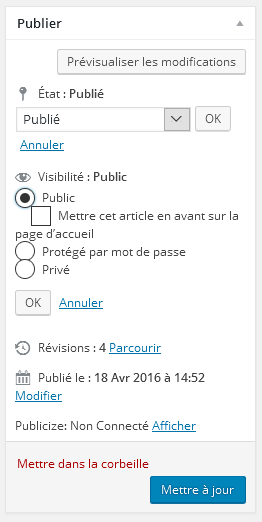 Publier
Prévisualiser les modifications
État : Publié
Publié OK
Annuler
Visibilité : Public
Public
Mettre cet article en avant sur la
page d’accueil
Protégé par mot de passe
Privé
OK Annuler
Révisions : 4 Parcourir
Publié le : 18 Avr 2016 à 14:52
Modifier
Publicize: Non Connecté Afficher
Mettre dans la corbeille
Mettre à jour